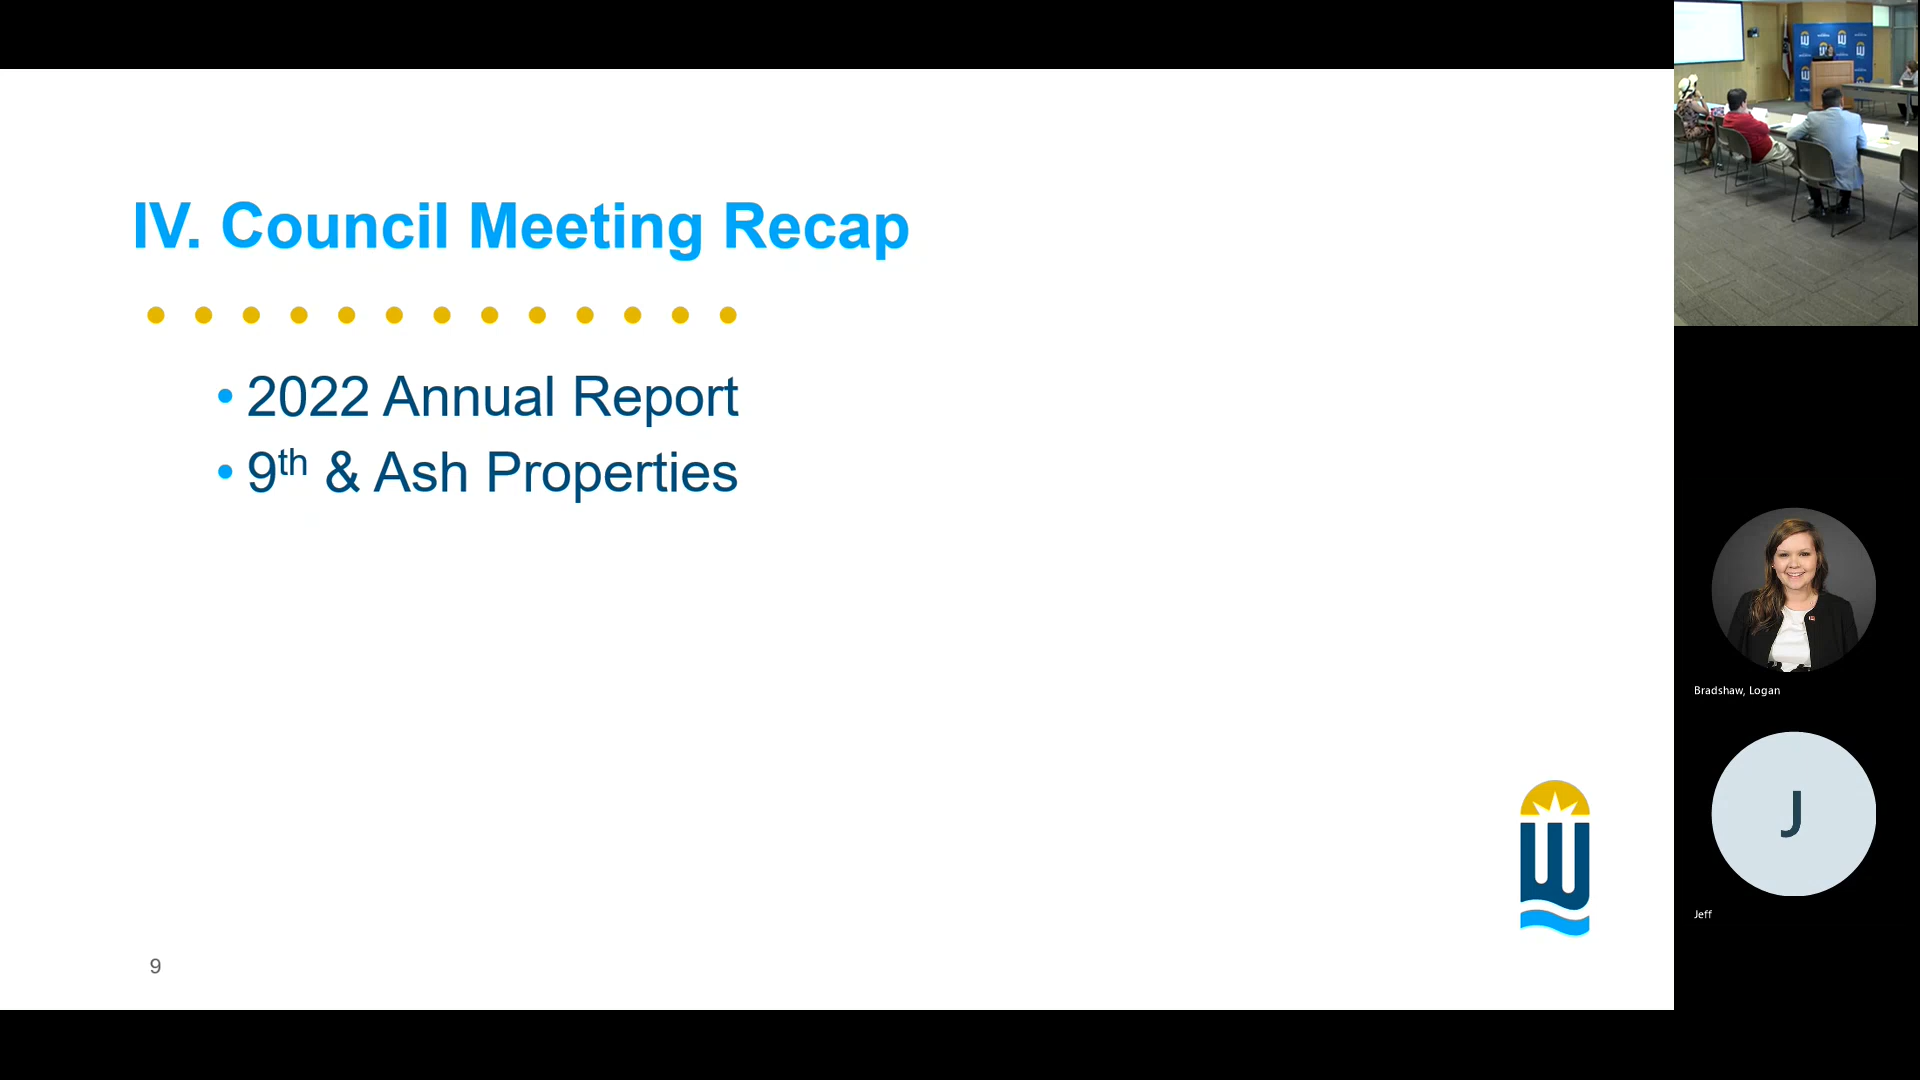 IV. Council Meeting Recap
• 2022 Annual Report
• 9th & Ash Properties
9
Bradshaw, Logan
J
Jeff